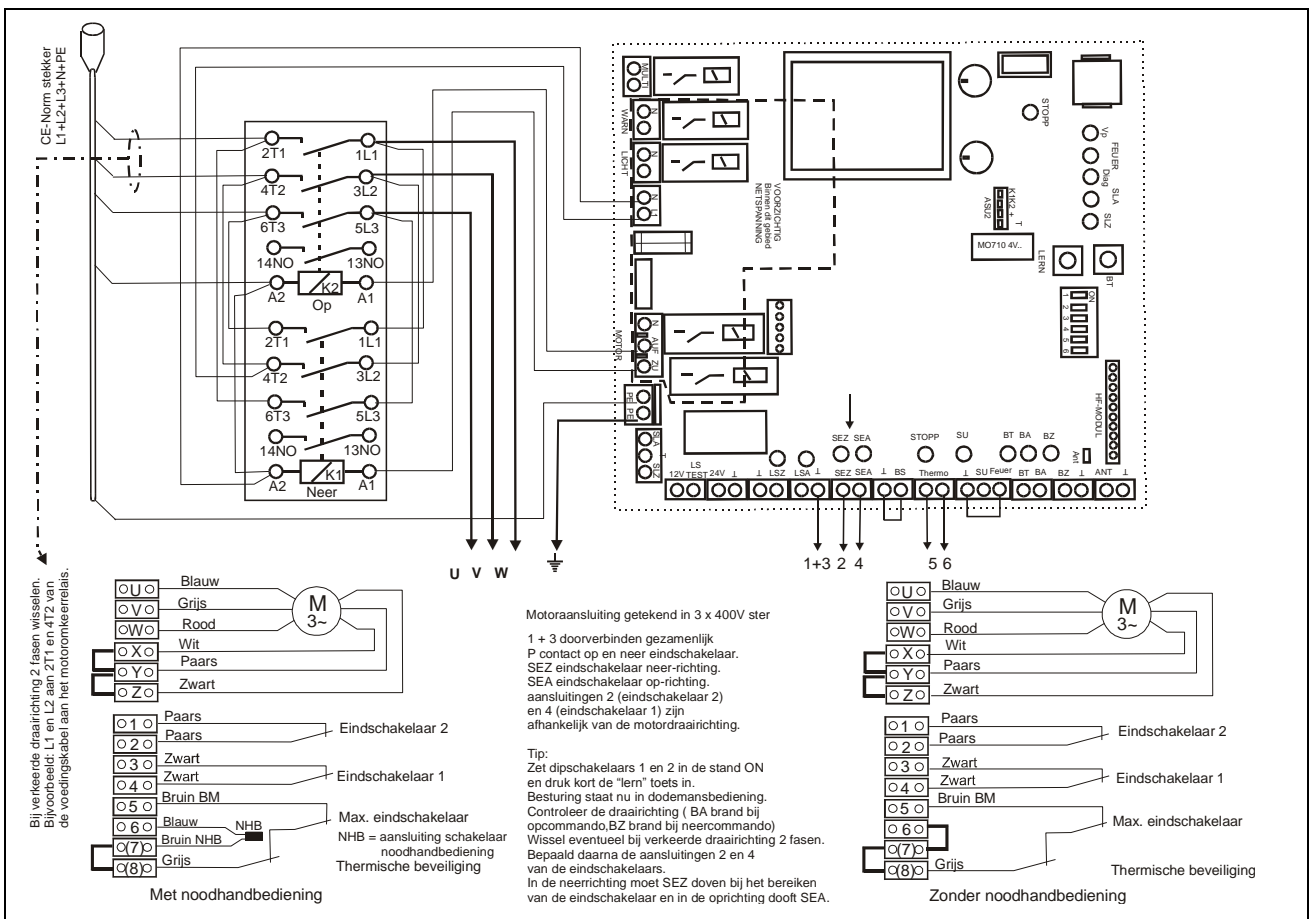 CE-Norm stekker
L1+L2+L3+N+PE
2T1
1L1
4T2
3L2
6T3
5L3
14NO
13NO
A2
K2
A1
Op
2T1
1L1
4T2
3L2
6T3
5L3
14NO
13NO
A2
K1
A1
Neer
MULTI
WARN
N
LICHT
N
N
L1
VOORZICHTIG
Binnen dit gebied
NETSPANNING
MOTOR
N
AUF
ZU
PE
PE
SLA
T
SLZ
STOPP
Vp
FEUER
Diag
SLA
SLZ
K1K2 + T
ASU2
MO710 4V..
LERN
BT
ON
1
2
3
4
5
6
HF-MODUL
Ant
SEZ SEA
STOPP
SU
BT BA BZ
12V
LS
TEST
24V ⊥
⊥ LSZ
LSA ⊥
SEZ SEA
⊥ BS
Thermo
⊥ SU Feuer
BT BA
BZ ⊥
ANT ⊥
1+3 2 4
5 6
U V W
Bij verkeerde draairichting 2 fasen wisselen.
Bijvoorbeeld: L1 en L2 aan 2T1 en 4T2 van
de voedingskabel aan het motoromkeerrelais.
U
Blauw
V
Grijs
W
Rood
X
Wit
Y
Paars
Z
Zwart
M
3~
1
Paars
2
Paars
Eindschakelaar 2
3
Zwart
4
Zwart
Eindschakelaar 1
5
Bruin BM
6
Blauw
NHB
Max. eindschakelaar
(7)
Bruin NHB
NHB = aansluiting schakelaar
noodhandbediening
(8)
Grijs
Thermische beveiliging
Met noodhandbediening
Motoraansluiting getekend in 3 x 400V ster
1 + 3 doorverbinden gezamenlijk
P contact op en neer eindschakelaar.
SEZ eindschakelaar neer-richting.
SEA eindschakelaar op-richting.
aansluitingen 2 (eindschakelaar 2)
en 4 (eindschakelaar 1) zijn
afhankelijk van de motordraairichting.
Tip:
Zet dipschakelaars 1 en 2 in de stand ON
en druk kort de “lern” toets in.
Besturing staat nu in dodemansbediening.
Controleer de draairichting ( BA brand bij
opcommando,BZ brand bij neercommando)
Wissel eventueel bij verkeerde draairichting 2 fasen.
Bepaald daarna de aansluitingen 2 en 4
van de eindschakelaars.
In de neerrichting moet SEZ doven bij het bereiken
van de eindschakelaar en in de oprichting dooft SEA.
U
Blauw
V
Grijs
W
Rood
X
Wit
Y
Paars
Z
Zwart
M
3~
1
Paars
2
Paars
Eindschakelaar 2
3
Zwart
4
Zwart
Eindschakelaar 1
5
Bruin BM
6
Max. eindschakelaar
(7)
(8)
Grijs
Thermische beveiliging
Zonder noodhandbediening